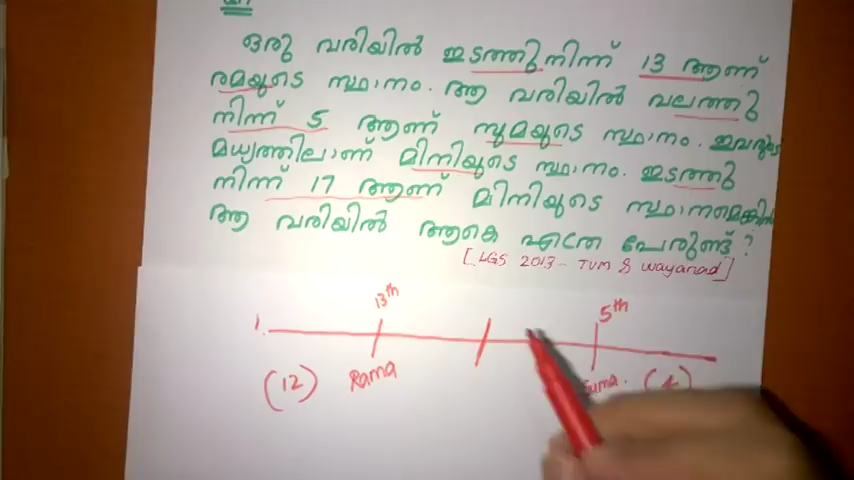 ഒരു വരിയിൽ ഇടത്തുനിന്ന് 13 ആണ്
രമയുടെ സ്ഥാനം. ആ വരിയിൽ വലത്തു
നിന്ന് 5 ആണ് സുമയുടെ സ്ഥാനം. ഇവരുടെ
മധ്യത്തിലാണ് മിനിയുടെ സ്ഥാനം. ഇടത്തു
നിന്ന് 17 ആണ് മിനിയുടെ സ്ഥാനമെങ്കിൽ
ആ വരിയിൽ ആകെ എത്ര പേരുണ്ട്?
[LGS 2013 - TVM & Wayanad]
13th 5th
1
(12) Rama Suma. (4)